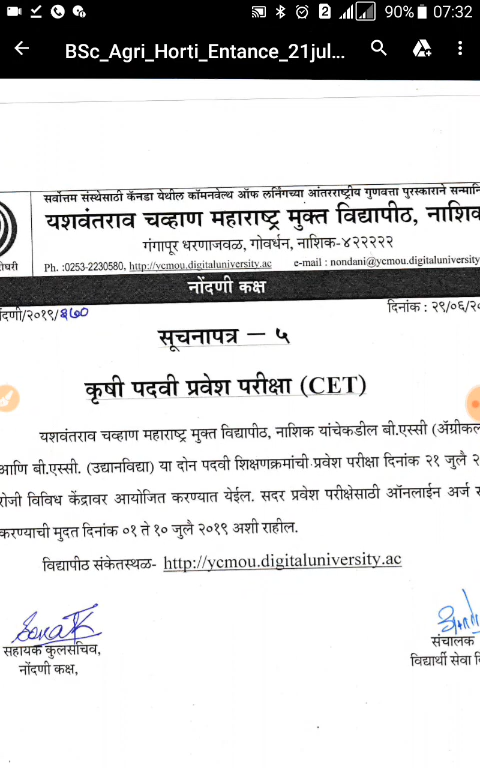 90% 07:32
BSc_Agri_Horti_Entance_21jul...
सर्वोत्तम संस्थेसाठी कॅनडा येथील कॉमनवेल्थ ऑफ लर्निंगच्या आंतरराष्ट्रीय गुणवत्ता पुरस्काराने
यशवंतराव चव्हाण महाराष्ट्र मुक्त विद्यापीठ,
गंगापूर धरणाजवळ, गोवर्धन, नाशिक-४२२२२२
Ph. :0253-2230580, http://ycmou.digitaluniversity.ac e-mail : nondani@ycmou.digitaluniversity
नोंदणी कक्ष
दिनांक : २९/०६/
सूचनापत्र – ५
कृषी पदवी प्रवेश परीक्षा (CET)
यशवंतराव चव्हाण महाराष्ट्र मुक्त विद्यापीठ, नाशिक यांचेकडील बी.एस्सी
आणि बी.एस्सी. (उद्यानविद्या) या दोन पदवी शिक्षणक्रमांची प्रवेश परीक्षा दिनांक २१ जुलै
रोजी विविध केंद्रावर आयोजित करण्यात येईल. सदर प्रवेश परीक्षेसाठी ऑनलाईन अर्ज
करण्याची मुदत दिनांक ०१ ते १० जुलै २०१९ अशी राहील.
विद्यापीठ संकेतस्थळ- http://ycmou.digitaluniversity.ac
सहायक कुलसचिव,
नोंदणी कक्ष,
संचालक
विद्यार्थी सेवा